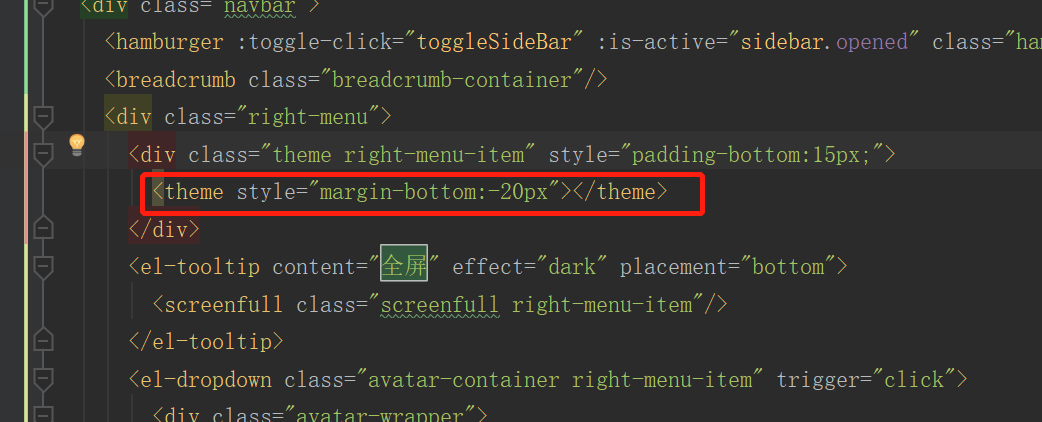 <div class="navbar">
<hamburger :toggle-click="toggleSideBar" :is-active="sidebar.opened" class="ham
<breadcrumb class="breadcrumb-container"/>
<div class="right-menu">
<div class="theme right-menu-item" style="padding-bottom:15px;">
<theme style="margin-bottom:-20px"></theme>
</div>
<el-tooltip content="全屏" effect="dark" placement="bottom">
<screenfull class="screenfull right-menu-item"/>
</el-tooltip>
<el-dropdown class="avatar-container right-menu-item" trigger="click">
<div class="avatar-wrapper">